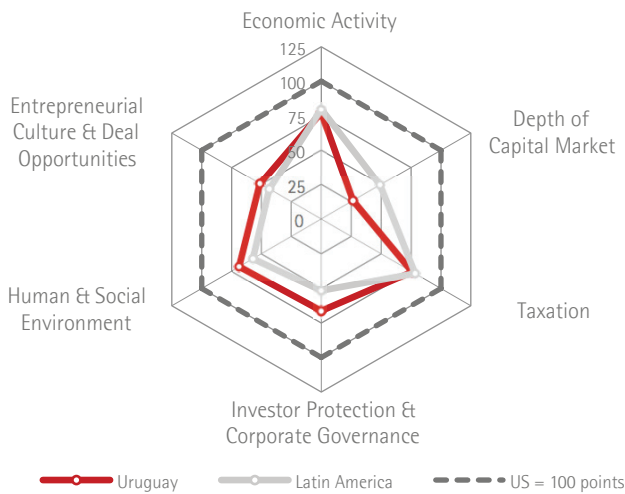 Economic Activity
125
100
75
50
25
0
Entrepreneurial
Culture & Deal
Opportunities
Depth of
Capital Market
Human & Social
Environment
Taxation
Investor Protection &
Corporate Governance
Uruguay
Latin America
US = 100 points